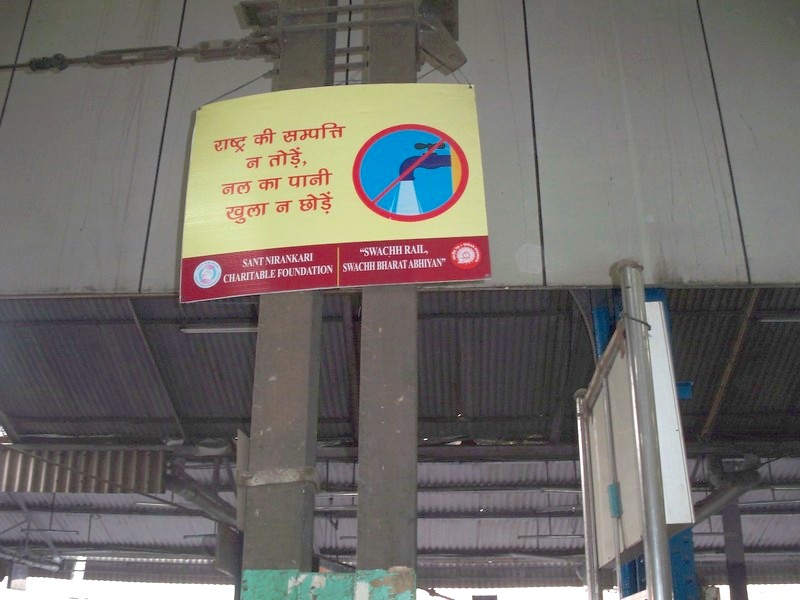 राष्ट्र की सम्पत्ति
न तोड़ें,
नल का पानी
खुला न छोड़ें
SANT NIRANKARI
CHARITABLE FOUNDATION
"SWACHH RAIL,
SWACHH BHARAT ABHIYAN"